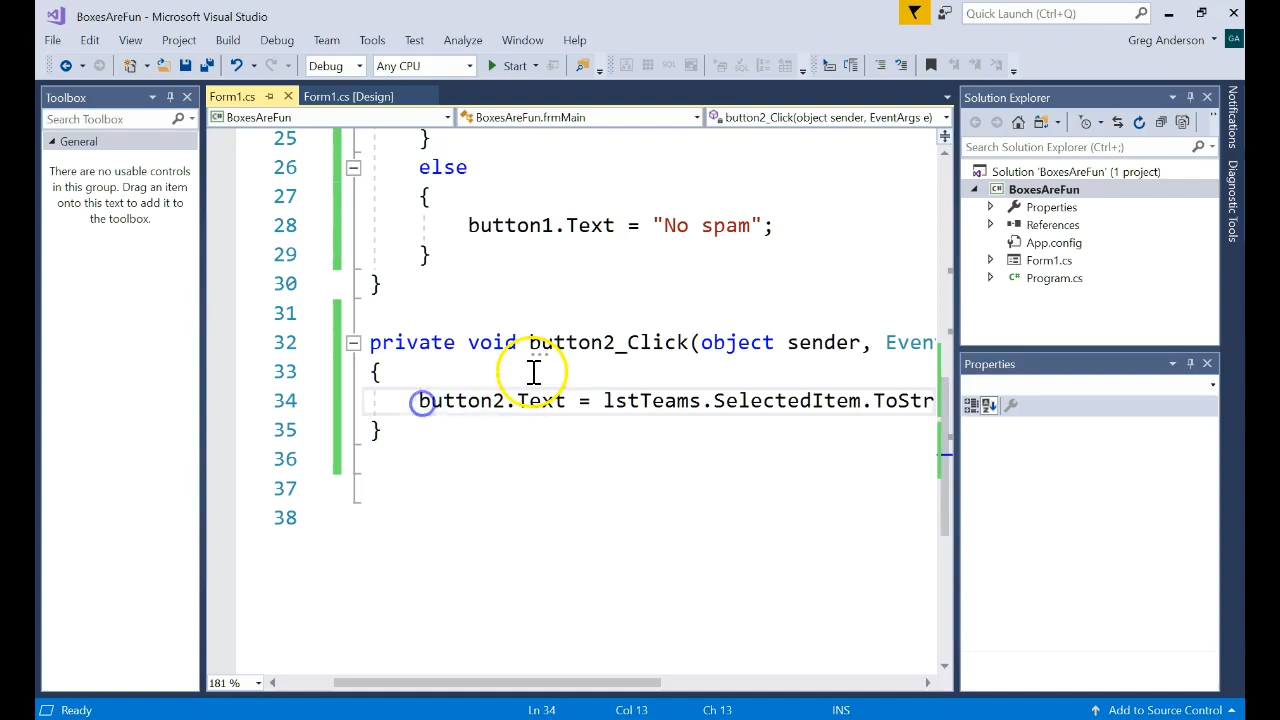 BoxesAreFun - Microsoft Visual Studio
Quick Launch (Ctrl+Q)
File Edit View Project Build Debug Team Tools Test Analyze Window Help
Greg Anderson GA
Debug Any CPU Start
Toolbox
Search Toolbox
General
There are no usable controls
in this group. Drag an item
onto this text to add it to the
toolbox.
Form1.cs Form1.cs [Design]
BoxesAreFun BoxesAreFun.frmMain button2_Click(object sender, EventArgs e)
25 }
26 else
27 {
28 button1.Text = "No spam";
29 }
30 }
31
32 private void button2_Click(object sender, Event
33 {
34 button2.Text = lstTeams.SelectedItem.ToStr
35 }
36
37
38
181 %
Solution Explorer
Search Solution Explorer (Ctrl+;)
Solution 'BoxesAreFun' (1 project)
BoxesAreFun
Properties
References
App.config
Form1.cs
C# Program.cs
Properties
Notifications
Diagnostic Tools
Ready Ln 34 Col 13 Ch 13 INS Add to Source Control